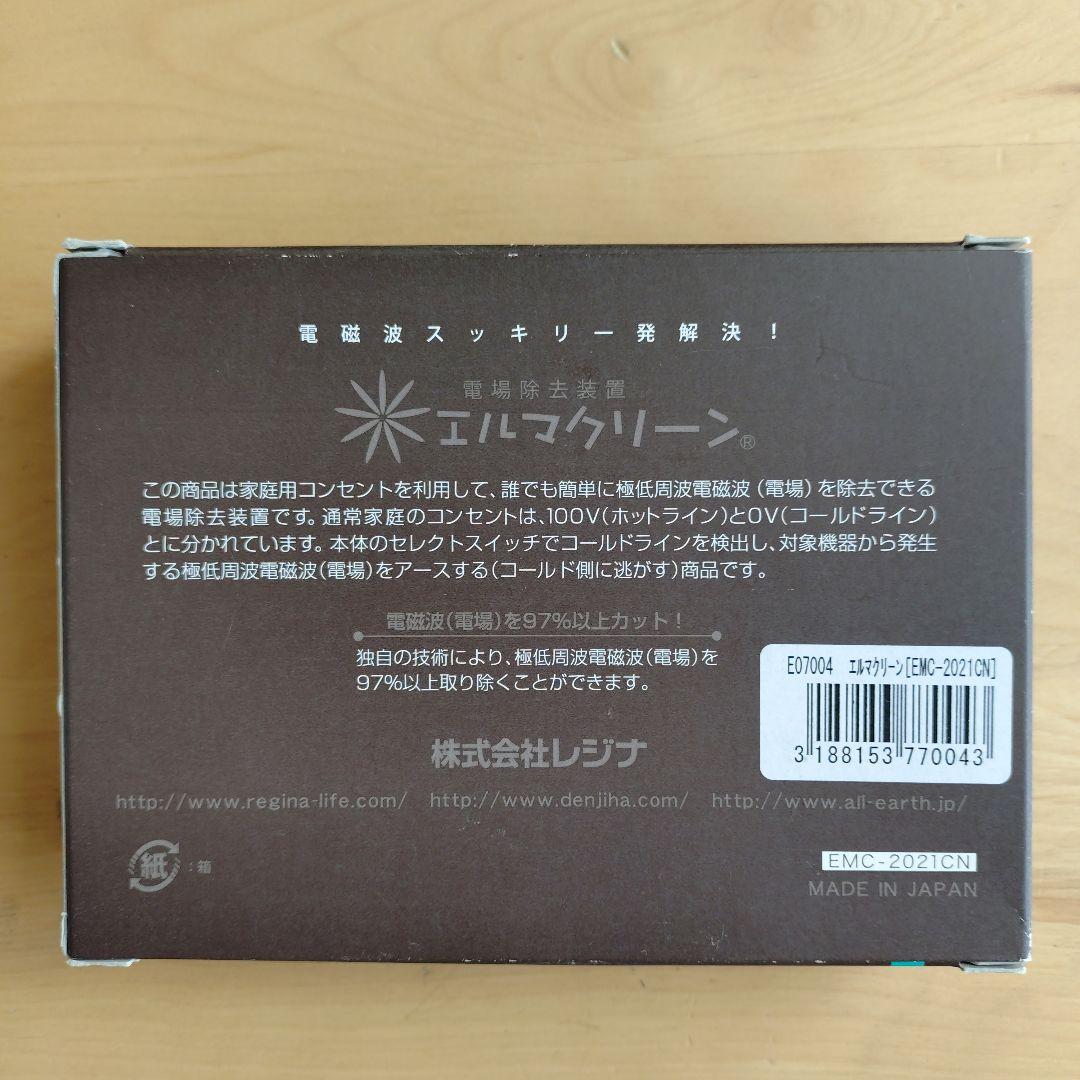 電磁波スッキリ一発解決！
電場除去装置
エルマクリーン®
この商品は家庭用コンセントを利用して、誰でも簡単に極低周波電磁波（電場）を除去できる
電場除去装置です。通常家庭のコンセントは、100V（ホットライン）と0V（コールドライン）
とに分かれています。本体のセレクトスイッチでコールドラインを検出し、対象機器から発生
する極低周波電磁波（電場）をアースする（コールド側に逃がす）商品です。
電磁波（電場）を97%以上カット！
独自の技術により、極低周波電磁波（電場）を
97%以上取り除くことができます。
E07004 ｴﾙﾏｸﾘｰﾝ[EMC-2021CN]
3 188153 770043
株式会社レジナ
http://www.regina-life.com/ http://www.denjiha.com/ http://www.all-earth.jp/
紙：箱
EMC-2021CN
MADE IN JAPAN